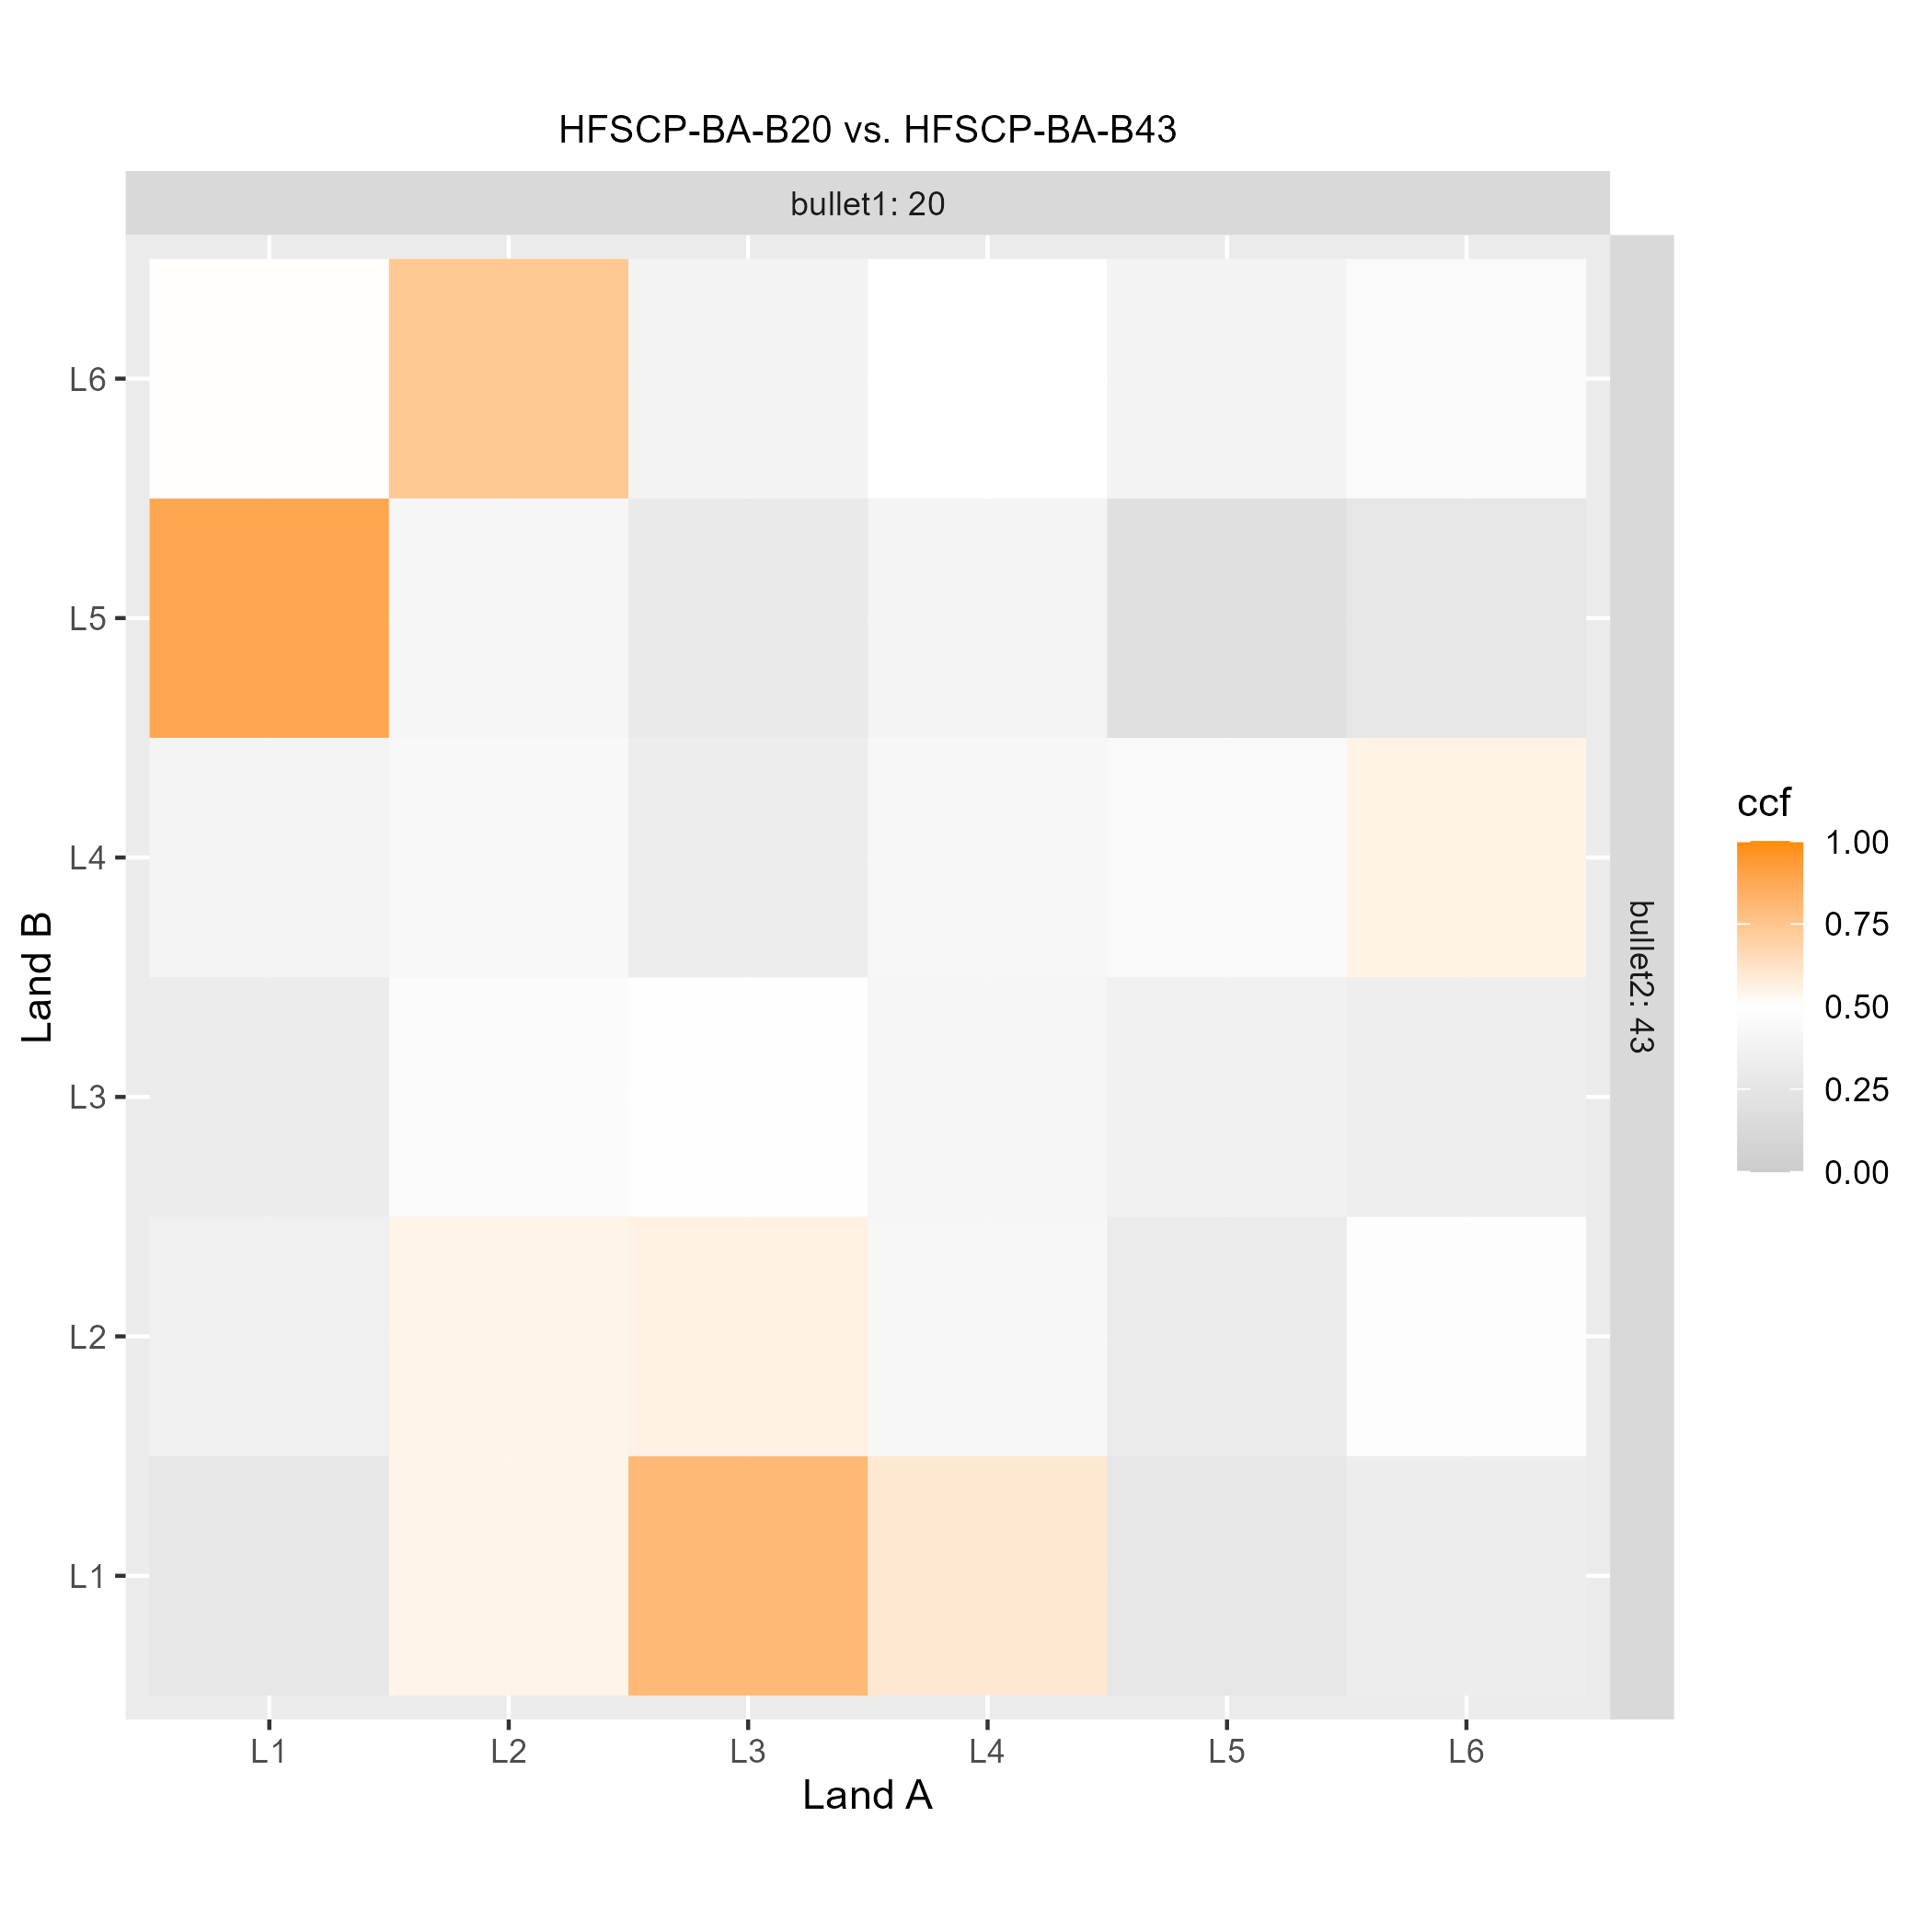 HFSCP-BA-B20 vs. HFSCP-BA-B43
bullet1: 20
L6
L5
L4
L3
L2
L1
Land B
L1
L2
L3
L4
L5
L6
Land A
bullet2: 43
ccf
1.00
0.75
0.50
0.25
0.00